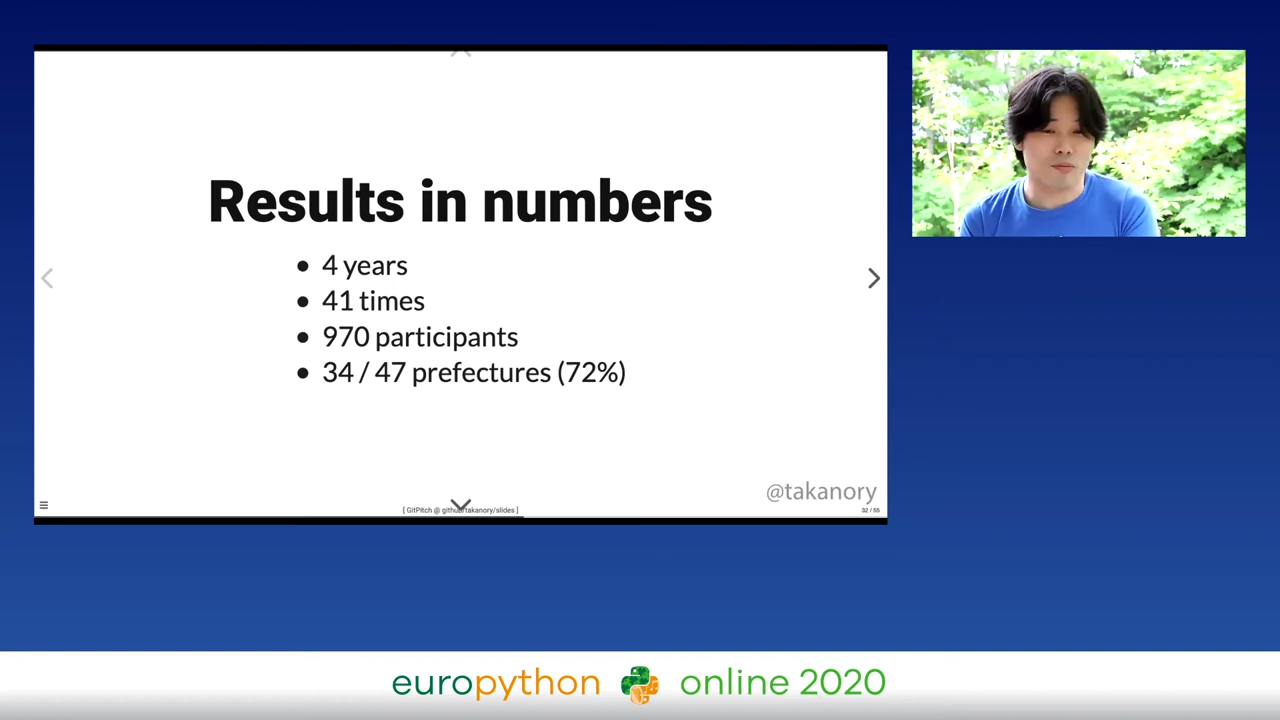 Results in numbers
4 years
41 times
970 participants
34 / 47 prefectures (72%)
@takanory
[ GitPitch @ github/takanory/slides ]
32 / 55
europython online 2020